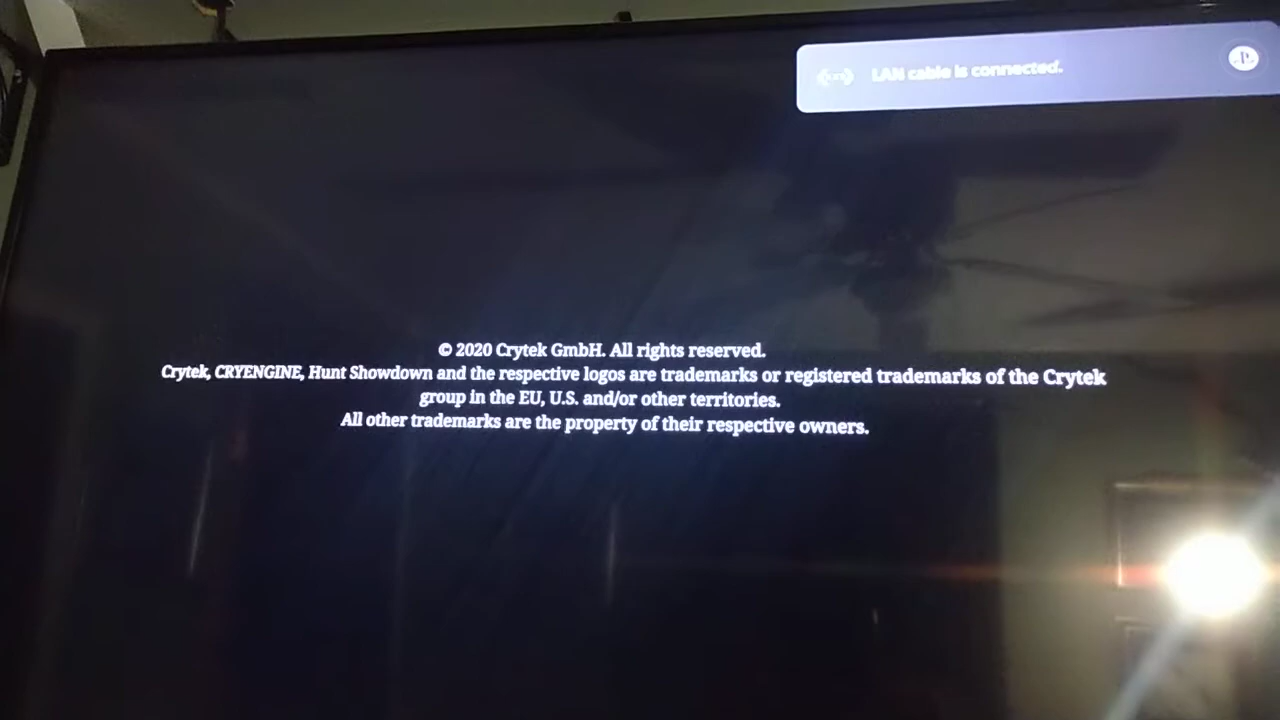 LAN cable is connected.
© 2020 Crytek GmbH. All rights reserved.
Crytek, CRYENGINE, Hunt Showdown and the respective logos are trademarks or registered trademarks of the Crytek
group in the EU, U.S. and/or other territories.
All other trademarks are the property of their respective owners.